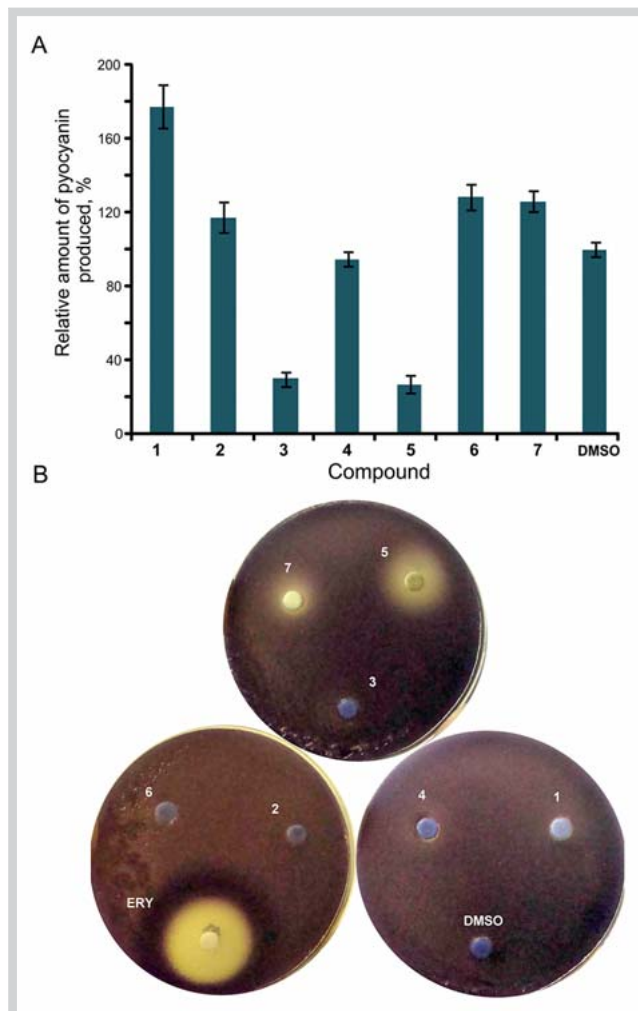 A
Relative amount of pyocyanin
produced, %
200
160
120
80
40
0
1 2 3 4 5 6 7 DMSO
Compound
B
7 5
3
6 2
ERY
4 1
DMSO